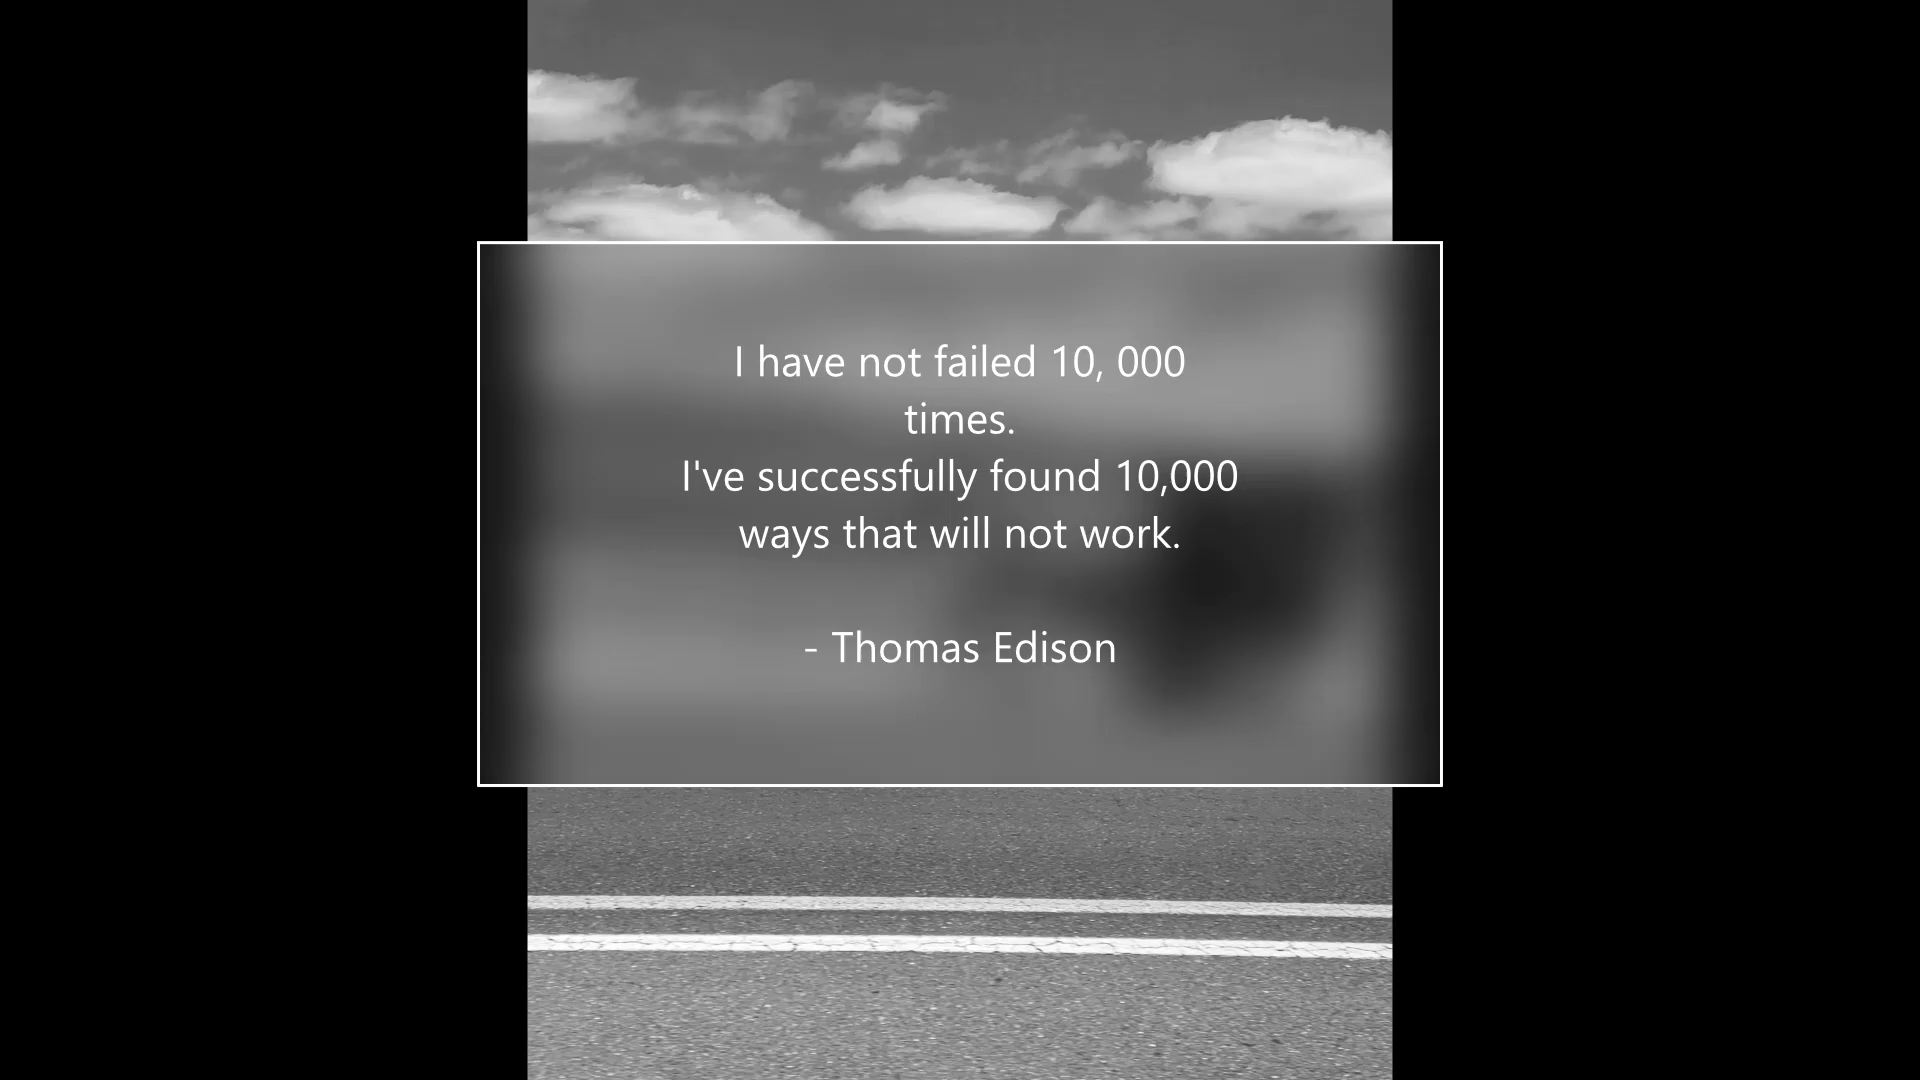 I have not failed 10, 000
times.
I've successfully found 10,000
ways that will not work.
- Thomas Edison